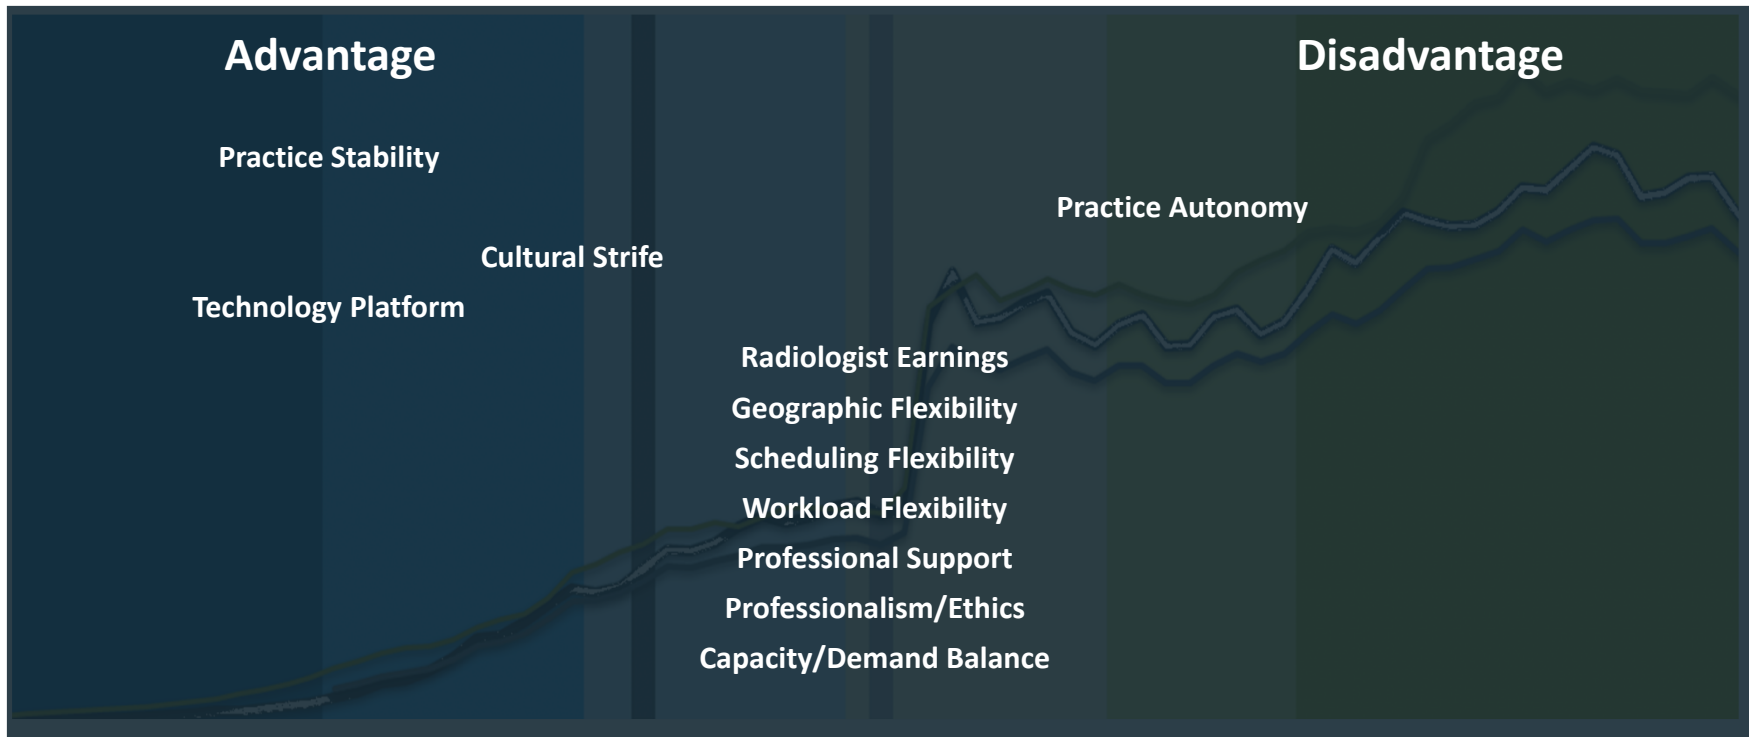 Advantage
Disadvantage
Practice Stability
Practice Autonomy
Cultural Strife
Technology Platform
Radiologist Earnings
Geographic Flexibility
Scheduling Flexibility
Workload Flexibility
Professional Support
Professionalism/Ethics
Capacity/Demand Balance